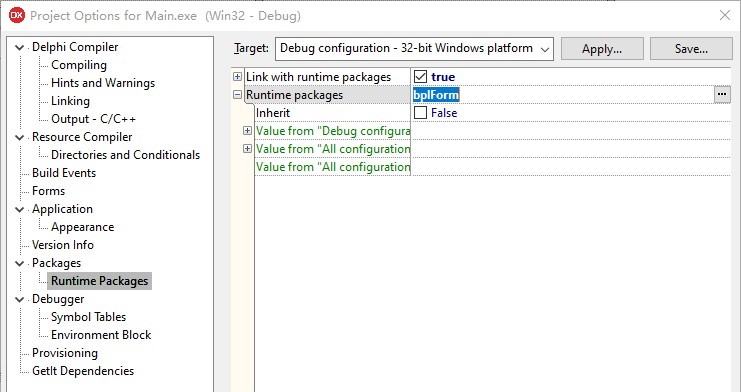 DX Project Options for Main.exe (Win32 - Debug)
Delphi Compiler
Compiling
Hints and Warnings
Linking
Output - C/C++
Resource Compiler
Directories and Conditionals
Build Events
Forms
Application
Appearance
Version Info
Packages
Runtime Packages
Debugger
Symbol Tables
Environment Block
Provisioning
GetIt Dependencies
Target: Debug configuration - 32-bit Windows platform Apply... Save...
Link with runtime packages true
Runtime packages bplForm ...
Inherit False
Value from "Debug configura
Value from "All configuration
Value from "All configuration